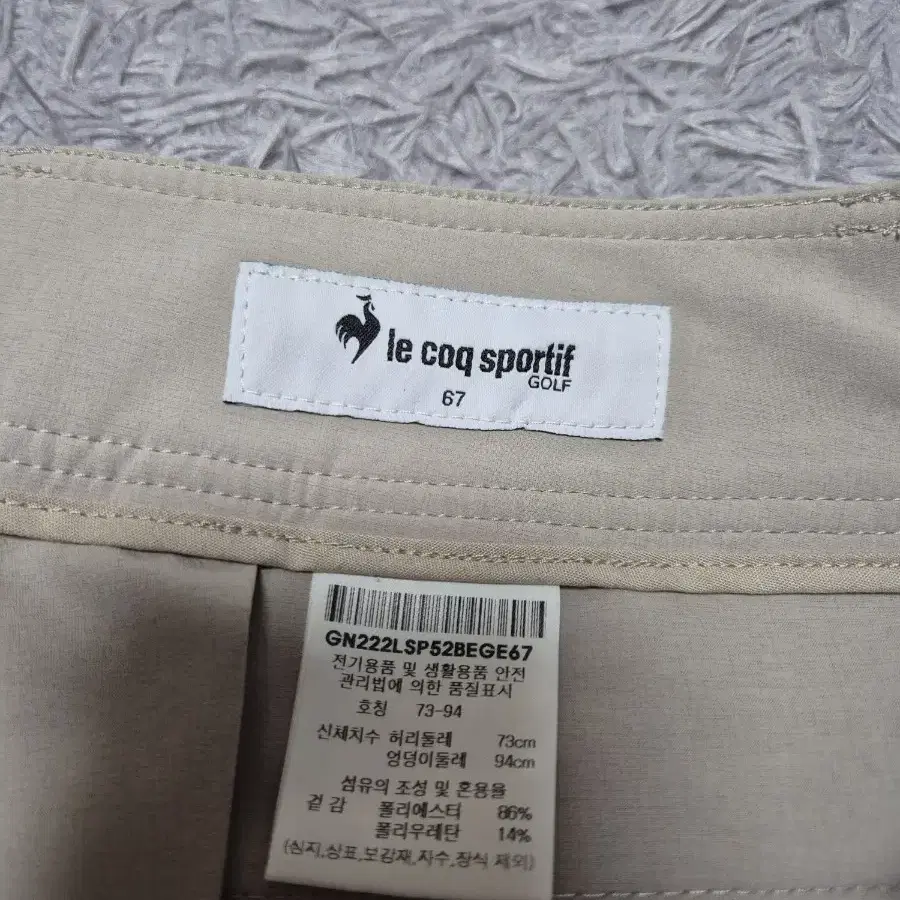 le coq sportif
GOLF
67
GN222LSP52BEGE67
전기용품 및 생활용품 안전
관리법에 의한 품질표시
호칭 73-94
신체치수 허리둘레 73cm
엉덩이둘레 94cm
섬유의 조성 및 혼용율
겉감 폴리에스터 86%
폴리우레탄 14%
(심지,상표,보강재,자수,장식 제외)